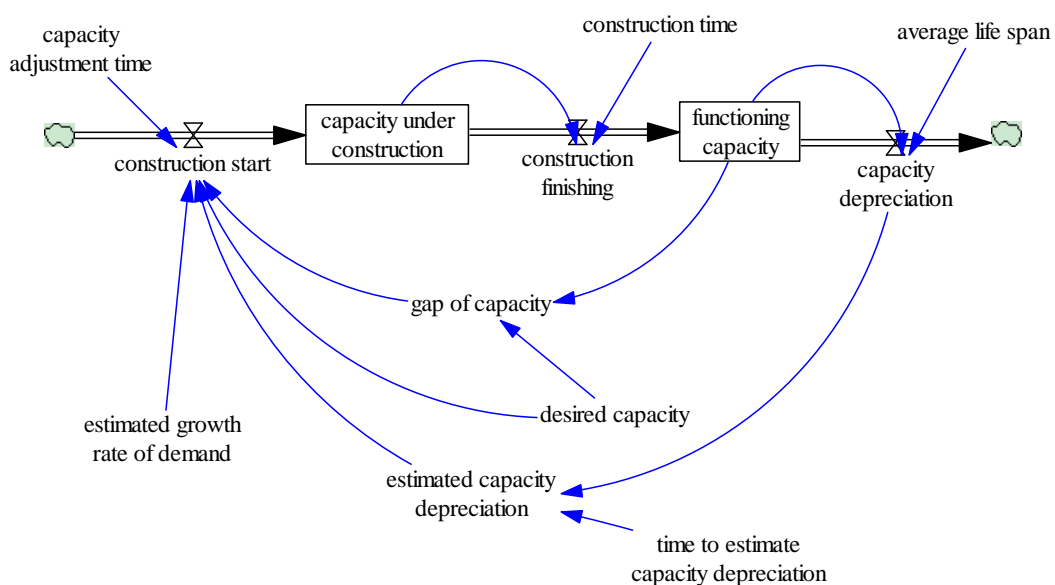 capacity
adjustment time
construction time
average life span
capacity under
construction
functioning
capacity
construction start
construction
finishing
capacity
depreciation
gap of capacity
desired capacity
estimated growth
rate of demand
estimated capacity
depreciation
time to estimate
capacity depreciation